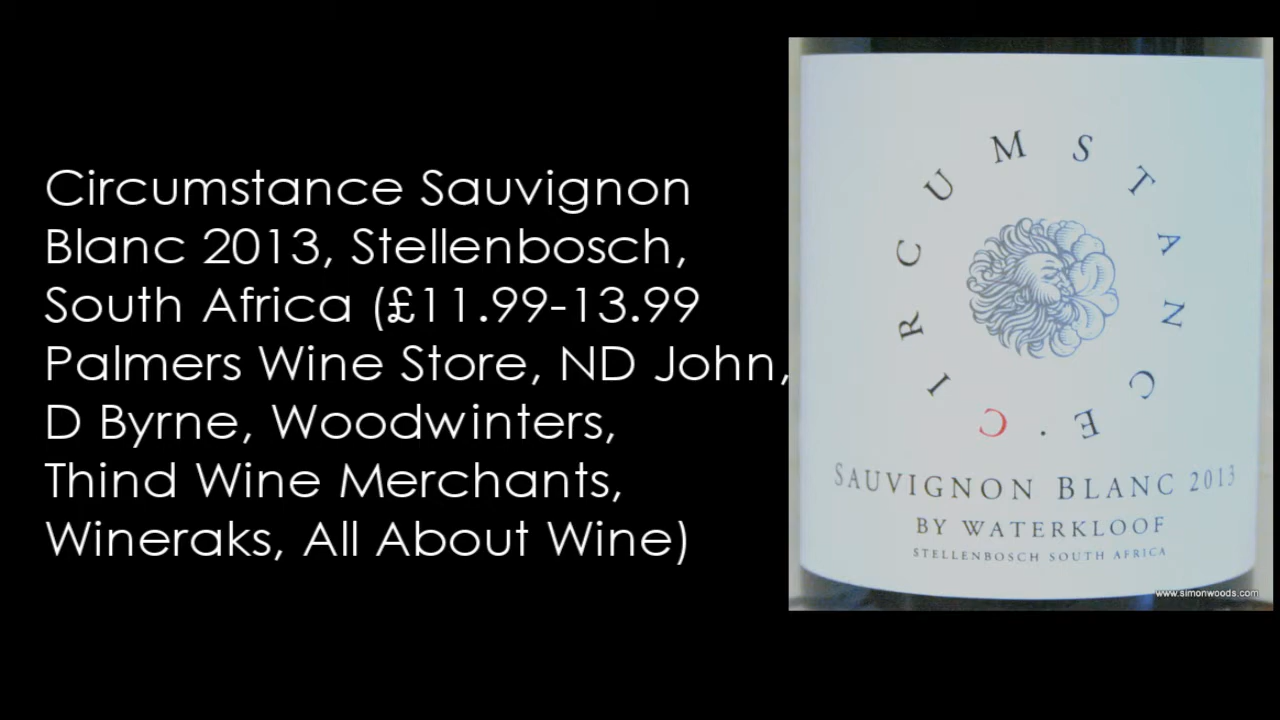 Circumstance Sauvignon
Blanc 2013, Stellenbosch,
South Africa (£11.99-13.99
Palmers Wine Store, ND John,
D Byrne, Woodwinters,
Thind Wine Merchants,
Wineraks, All About Wine)
CIRCUMSTANCE.
SAUVIGNON BLANC 2013
BY WATERKLOOF
STELLENBOSCH SOUTH AFRICA
www.simonwoods.com